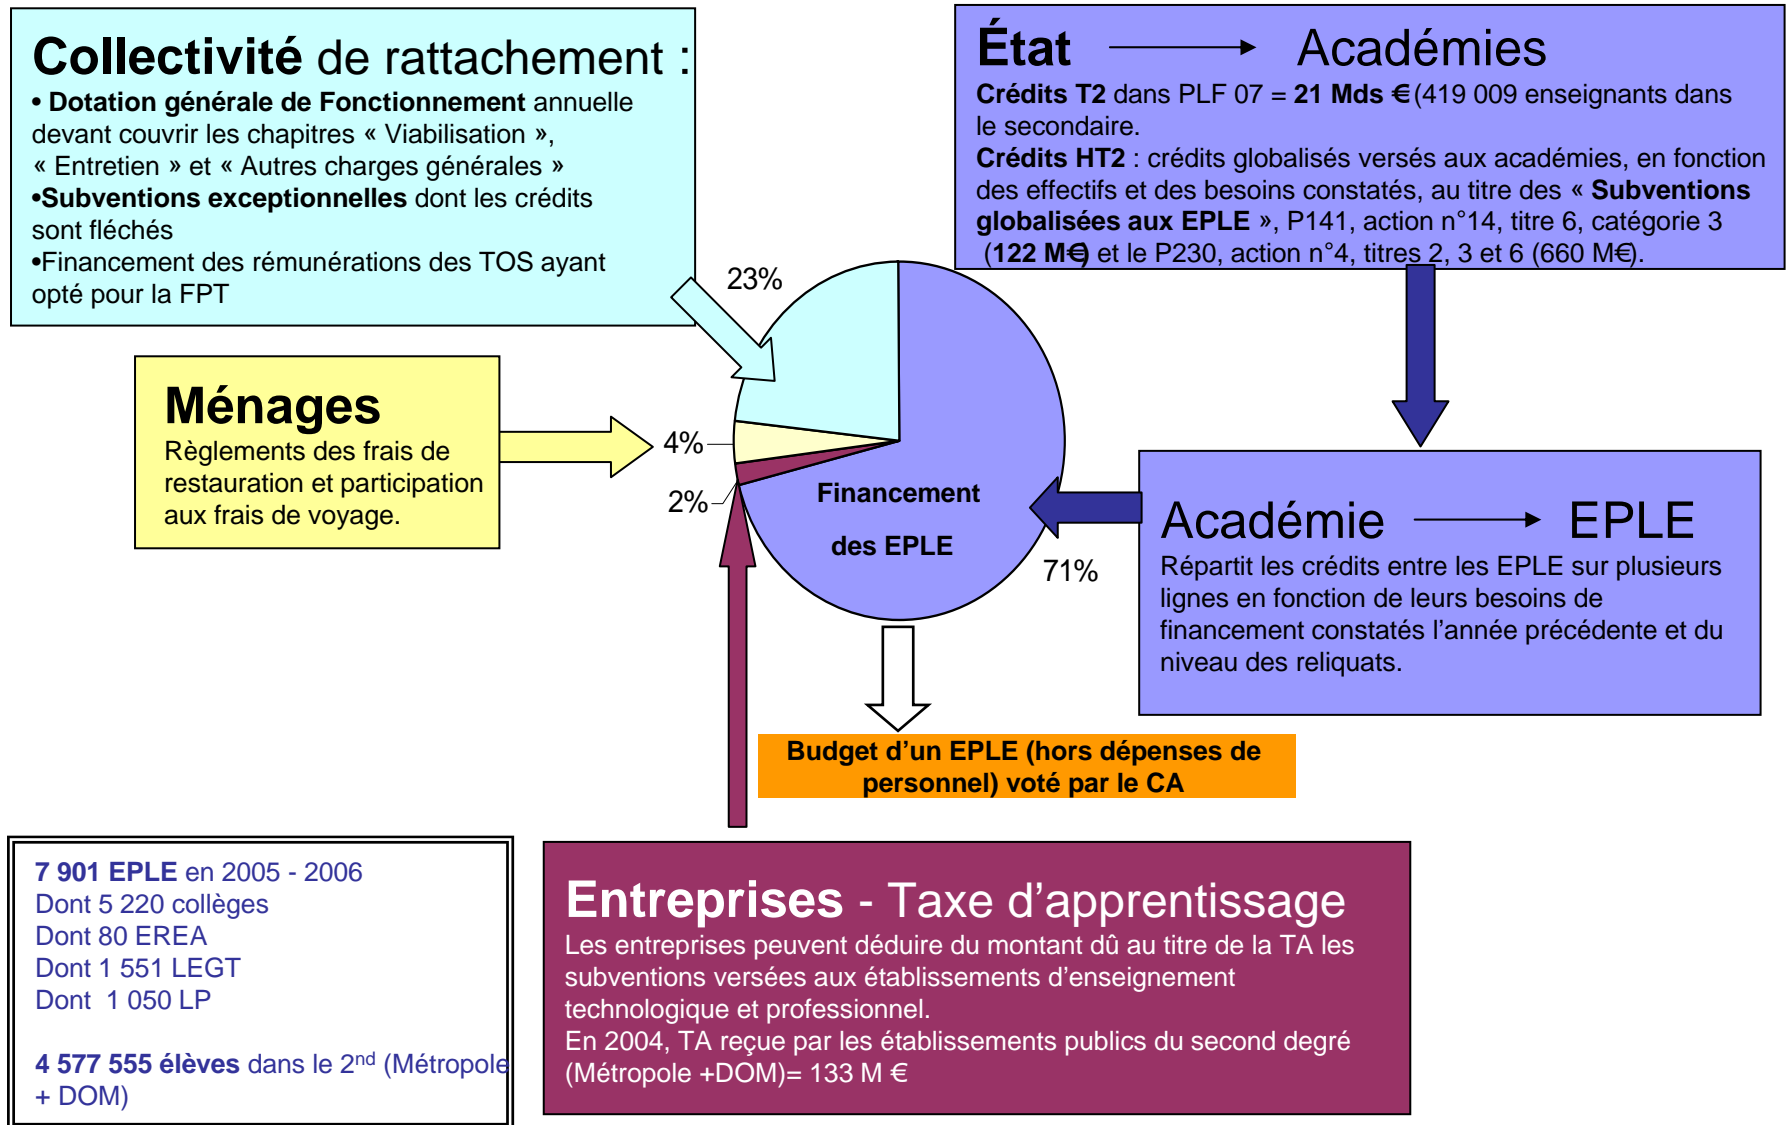 Collectivité de rattachement :
• Dotation générale de Fonctionnement annuelle
devant couvrir les chapitres « Viabilisation »,
« Entretien » et « Autres charges générales »
•Subventions exceptionnelles dont les crédits
sont fléchés
•Financement des rémunérations des TOS ayant
opté pour la FPT
État Académies
Crédits T2 dans PLF 07 = 21 Mds € (419 009 enseignants dans
le secondaire.
Crédits HT2 : crédits globalisés versés aux académies, en fonction
des effectifs et des besoins constatés, au titre des « Subventions
globalisées aux EPLE », P141, action n°14, titre 6, catégorie 3
(122 M€) et le P230, action n°4, titres 2, 3 et 6 (660 M€).
23%
Ménages
Règlements des frais de
restauration et participation
aux frais de voyage.
4%
2%
Financement
des EPLE
71%
Académie EPLE
Répartit les crédits entre les EPLE sur plusieurs
lignes en fonction de leurs besoins de
financement constatés l’année précédente et du
niveau des reliquats.
Budget d’un EPLE (hors dépenses de
personnel) voté par le CA
7 901 EPLE en 2005 - 2006
Dont 5 220 collèges
Dont 80 EREA
Dont 1 551 LEGT
Dont 1 050 LP
4 577 555 élèves dans le 2nd (Métropole
+ DOM)
Entreprises - Taxe d’apprentissage
Les entreprises peuvent déduire du montant dû au titre de la TA les
subventions versées aux établissements d’enseignement
technologique et professionnel.
En 2004, TA reçue par les établissements publics du second degré
(Métropole +DOM)= 133 M €